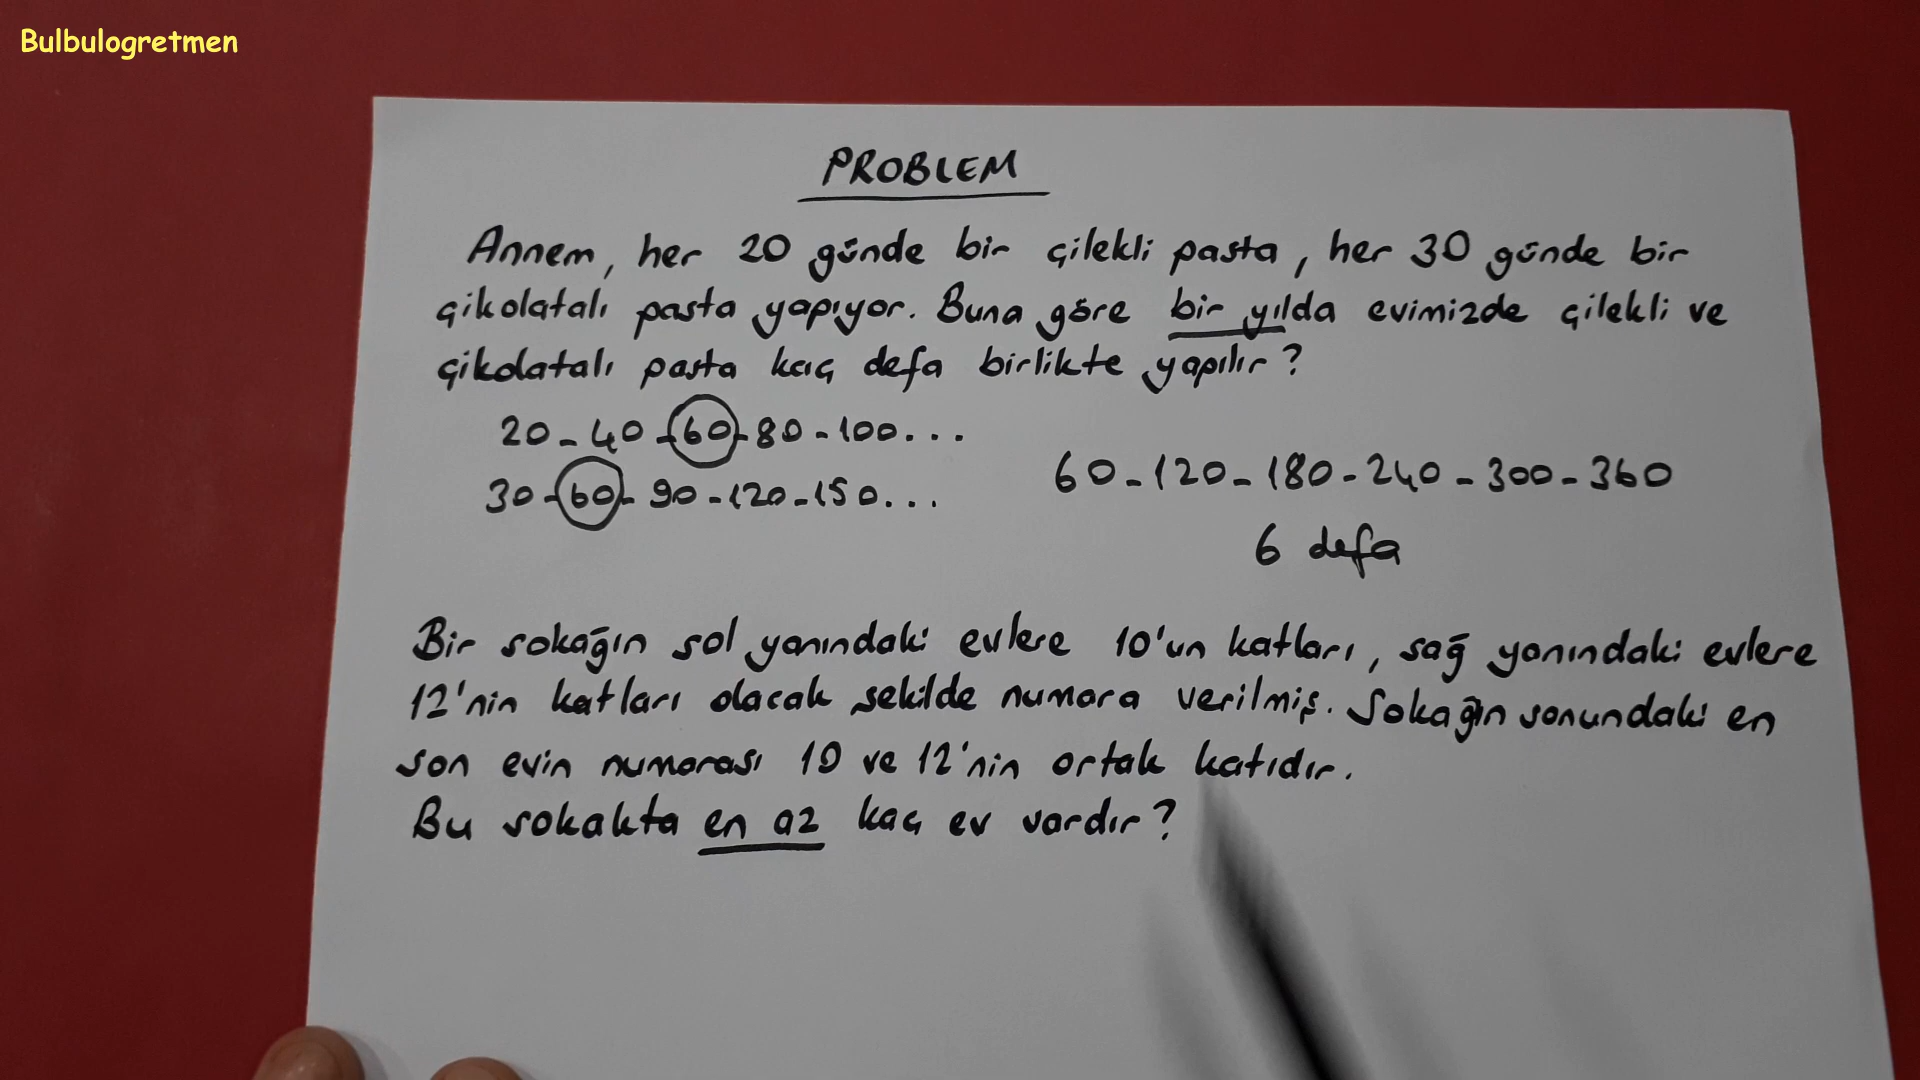 Bulbulogretmen
PROBLEM
Annem, her 20 günde bir çilekli pasta, her 30 günde bir
çikolatalı pasta yapıyor. Buna göre bir yılda evimizde çilekli ve
çikolatalı pasta kaç defa birlikte yapılır?
20-40-60-80-100...
30-60-90-120-150...
60-120-180-240-300-360
6 defa
Bir sokağın sol yanındaki evlere 10'un katları, sağ yanındaki evlere
12'nin katları olacak şekilde numara verilmiş. Sokağın sonundaki en
son evin numarası 10 ve 12'nin ortak katıdır.
Bu sokakta en az kaç ev vardır?